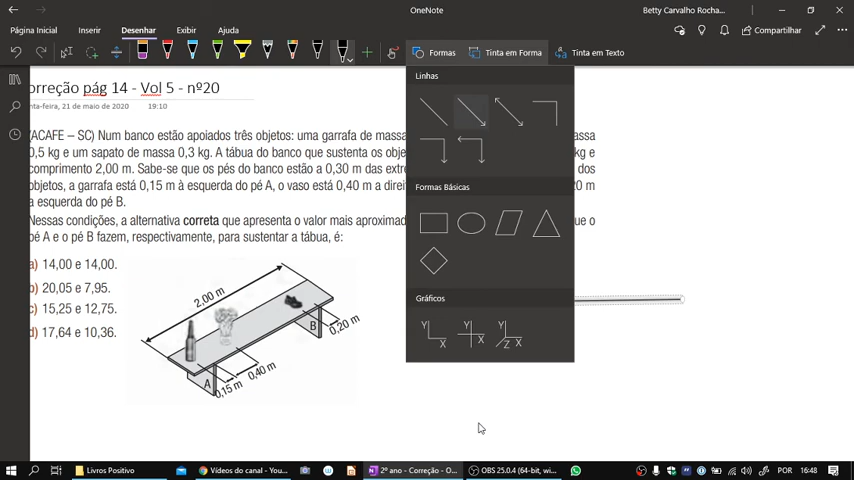 OneNote
Betty Carvalho Rocha...
Página Inicial Inserir Desenhar Exibir Ajuda
Compartilhar
Formas Tinta em Forma Tinta em Texto
Linhas
Formas Básicas
Gráficos
Y X Y X Y Z X
orreção pág 14 - Vol 5 - nº20
nta-feira, 21 de maio de 2020 19:10
(ACAFE – SC) Num banco estão apoiados três objetos: uma garrafa de massa assa
0,5 kg e um sapato de massa 0,3 kg. A tábua do banco que sustenta os obje kg e
comprimento 2,00 m. Sabe-se que os pés do banco estão a 0,30 m das extre dos
objetos, a garrafa está 0,15 m à esquerda do pé A, o vaso está 0,40 m a direi 0 m
a esquerda do pé B.
Nessas condições, a alternativa correta que apresenta o valor mais aproximad ue o
pé A e o pé B fazem, respectivamente, para sustentar a tábua, é:
a) 14,00 e 14,00.
b) 20,05 e 7,95.
c) 15,25 e 12,75.
d) 17,64 e 10,36.
2,00 m
B
0,20 m
A
0,15 m
0,40 m
Livros Positivo
Vídeos do canal - Yo...
2º ano - Correção - O...
OBS 25.0.4 (64-bit, wi...
POR 16:48